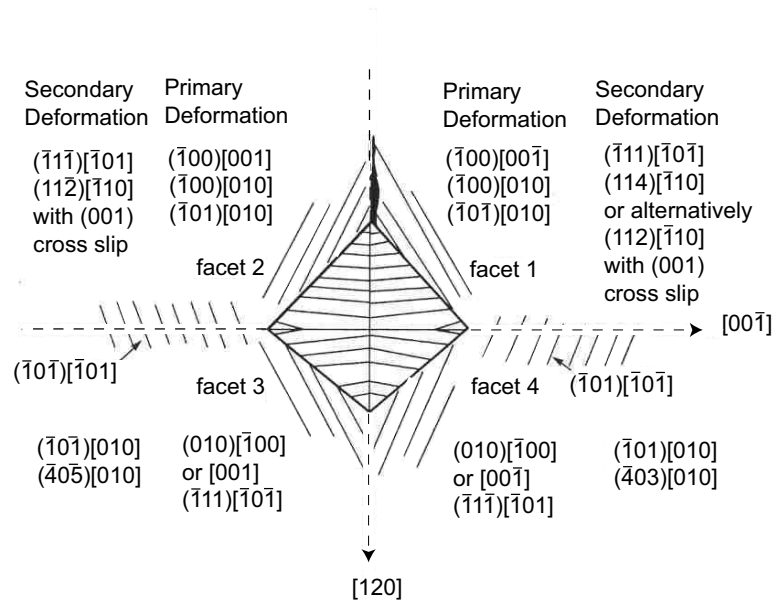 Secondary
Deformation
(1̄11̄)[1̄01]
(112̄)[1̄10]
with (001)
cross slip
Primary
Deformation
(1̄00)[001]
(1̄00)[010]
(1̄01)[010]
Primary
Deformation
(1̄00)[001̄]
(1̄00)[010]
(1̄01̄)[010]
Secondary
Deformation
(1̄11)[1̄01̄]
(114)[1̄10]
or alternatively
(112)[1̄10]
with (001)
cross slip
facet 2
facet 1
[001̄]
(1̄01̄)[1̄01]
facet 3
facet 4
(1̄01)[1̄01̄]
(1̄01̄)[010]
(4̄05̄)[010]
(010)[1̄00]
or [001]
(1̄11)[1̄01̄]
(010)[1̄00]
or [001̄]
(1̄11̄)[1̄01]
(1̄01)[010]
(4̄03)[010]
[120]